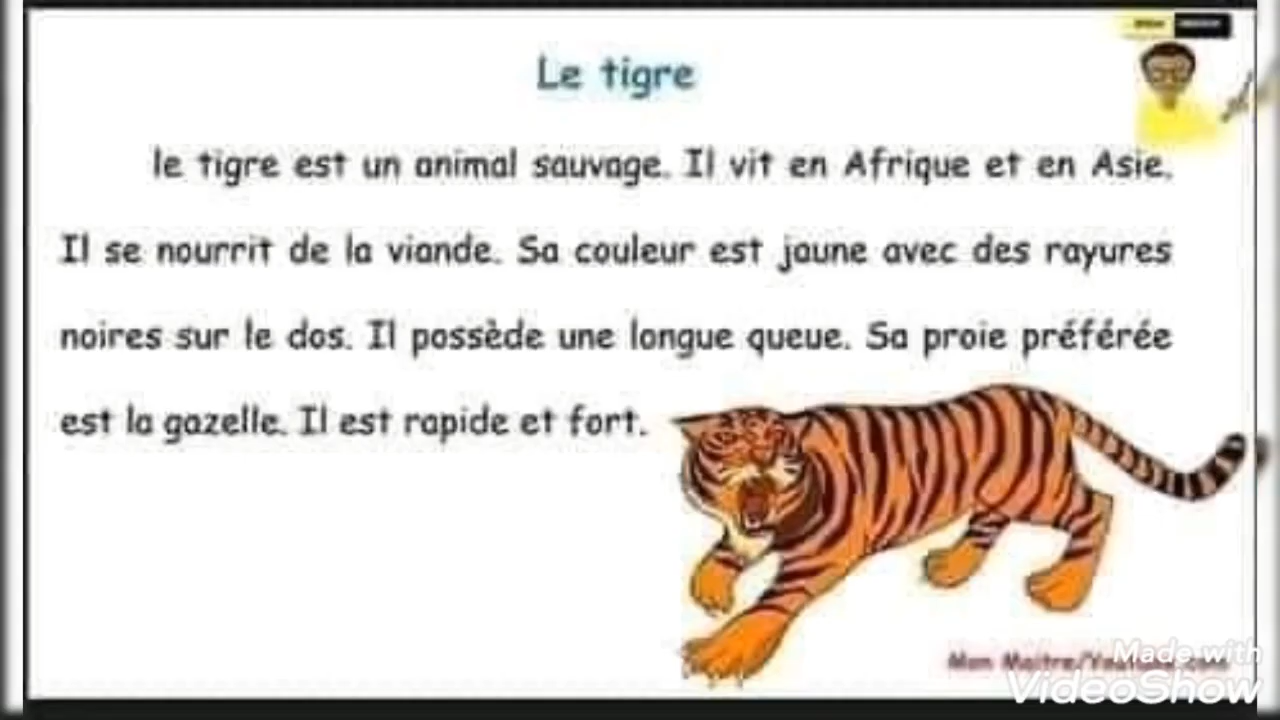 Le tigre
le tigre est un animal sauvage. Il vit en Afrique et en Asie.
Il se nourrit de la viande. Sa couleur est jaune avec des rayures
noires sur le dos. Il possède une longue queue. Sa proie préférée
est la gazelle. Il est rapide et fort.
Mon Maitre/
Made with
VideoShow